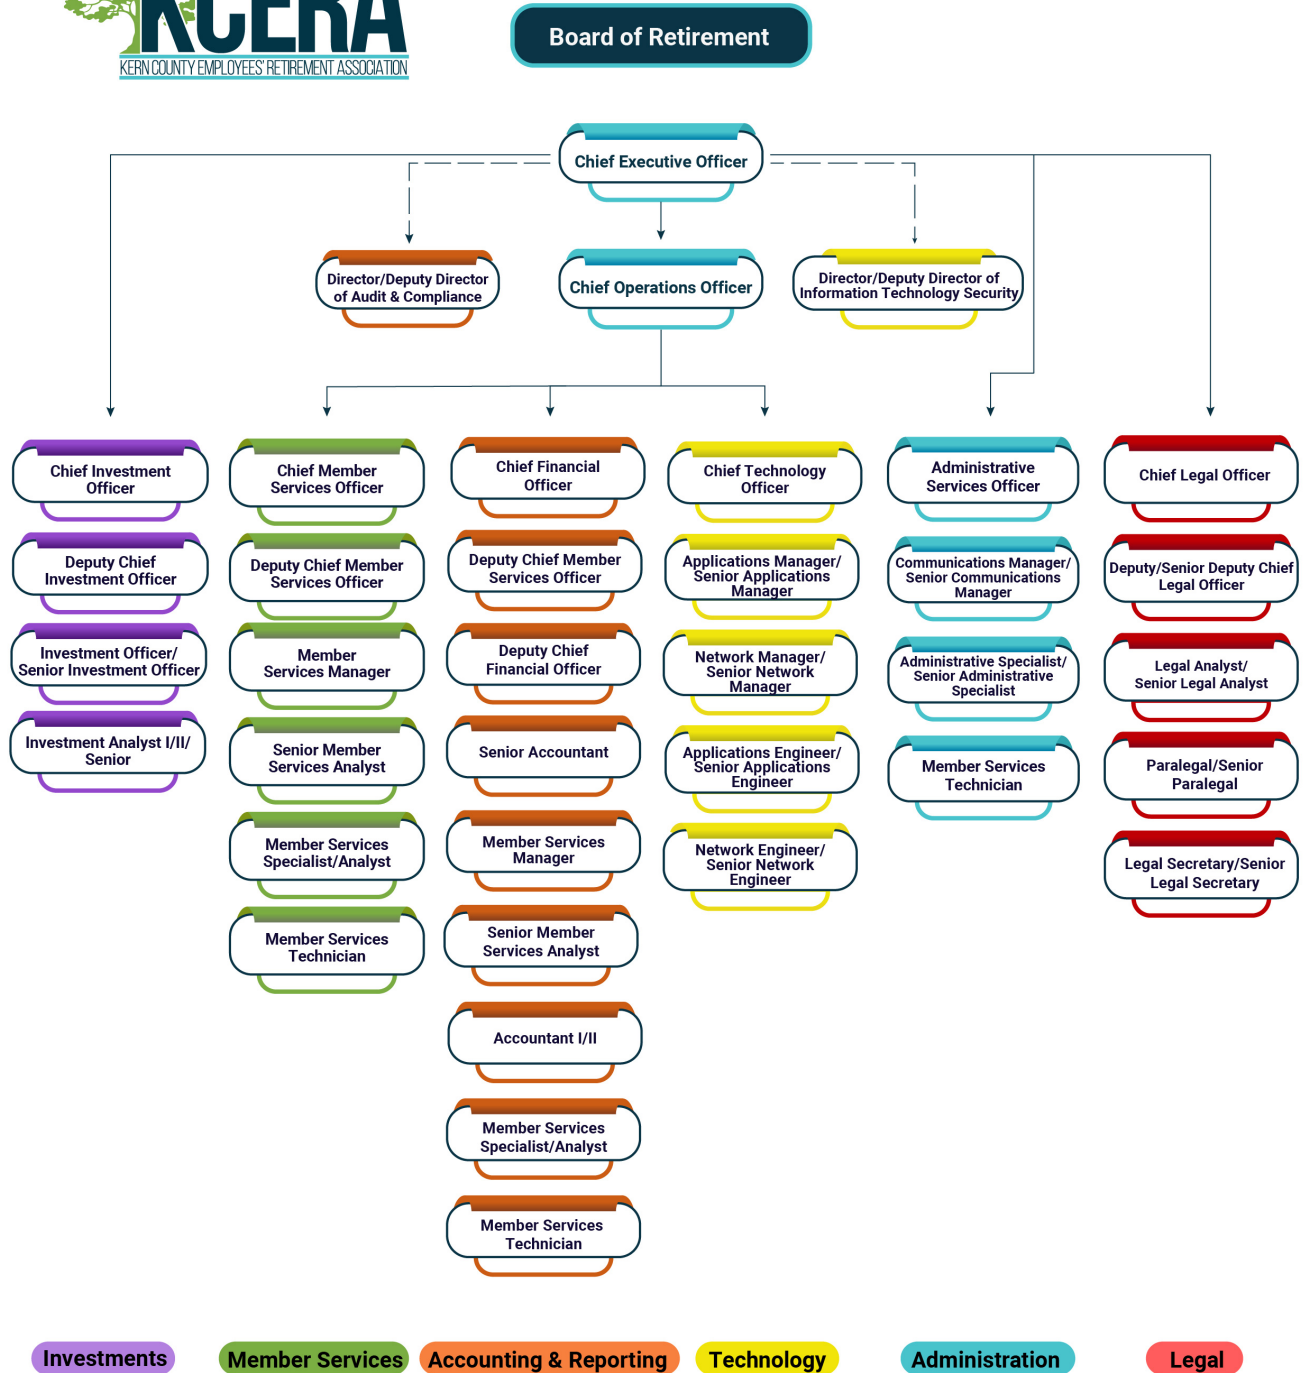 KCERA
KERN COUNTY EMPLOYEES' RETIREMENT ASSOCIATION
Board of Retirement
Chief Executive Officer
Director/Deputy Director
of Audit & Compliance
Chief Operations Officer
Director/Deputy Director of
Information Technology Security
Chief Investment
Officer
Deputy Chief
Investment Officer
Investment Officer/
Senior Investment Officer
Investment Analyst I/II/
Senior
Chief Member
Services Officer
Deputy Chief Member
Services Officer
Member
Services Manager
Senior Member
Services Analyst
Member Services
Specialist/Analyst
Member Services
Technician
Chief Financial
Officer
Deputy Chief Member
Services Officer
Deputy Chief
Financial Officer
Senior Accountant
Member Services
Manager
Senior Member
Services Analyst
Accountant I/II
Member Services
Specialist/Analyst
Member Services
Technician
Chief Technology
Officer
Applications Manager/
Senior Applications
Manager
Network Manager/
Senior Network
Manager
Applications Engineer/
Senior Applications
Engineer
Network Engineer/
Senior Network
Engineer
Administrative
Services Officer
Communications Manager/
Senior Communications
Manager
Administrative Specialist/
Senior Administrative
Specialist
Member Services
Technician
Chief Legal Officer
Deputy/Senior Deputy Chief
Legal Officer
Legal Analyst/
Senior Legal Analyst
Paralegal/Senior
Paralegal
Legal Secretary/Senior
Legal Secretary
Investments
Member Services
Accounting & Reporting
Technology
Administration
Legal